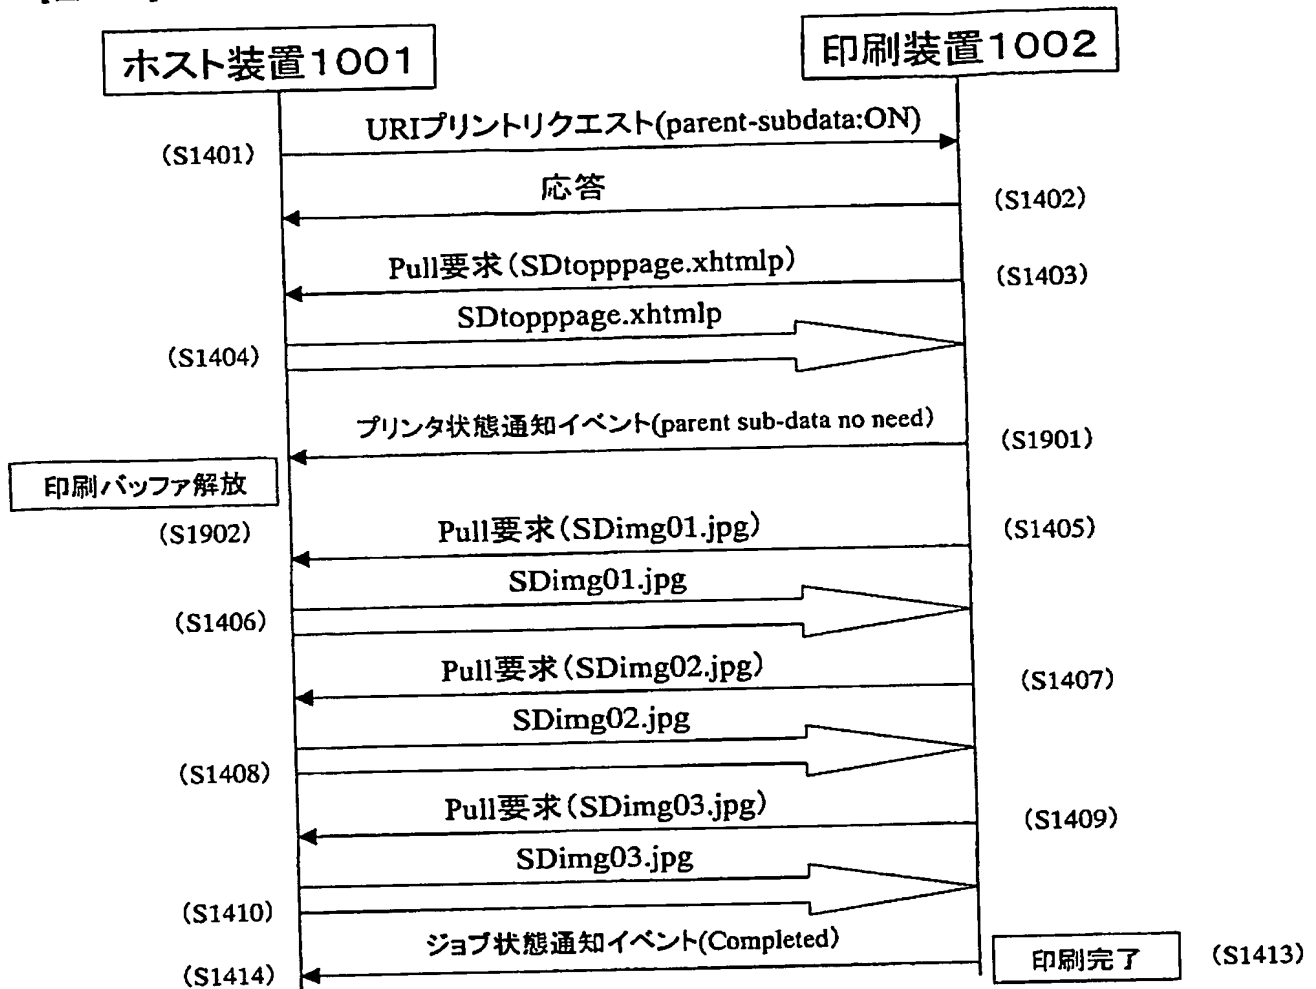 ホスト装置1001
印刷装置1002
URIプリントリクエスト(parent-subdata:ON)
(S1401)
応答
(S1402)
Pull要求(SDtopppage.xhtmlp)
(S1403)
SDtopppage.xhtmlp
(S1404)
プリンタ状態通知イベント(parent sub-data no need)
(S1901)
印刷バッファ解放
(S1902)
Pull要求(SDimg01.jpg)
(S1405)
SDimg01.jpg
(S1406)
Pull要求(SDimg02.jpg)
(S1407)
SDimg02.jpg
(S1408)
Pull要求(SDimg03.jpg)
(S1409)
SDimg03.jpg
(S1410)
ジョブ状態通知イベント(Completed)
印刷完了
(S1413)
(S1414)